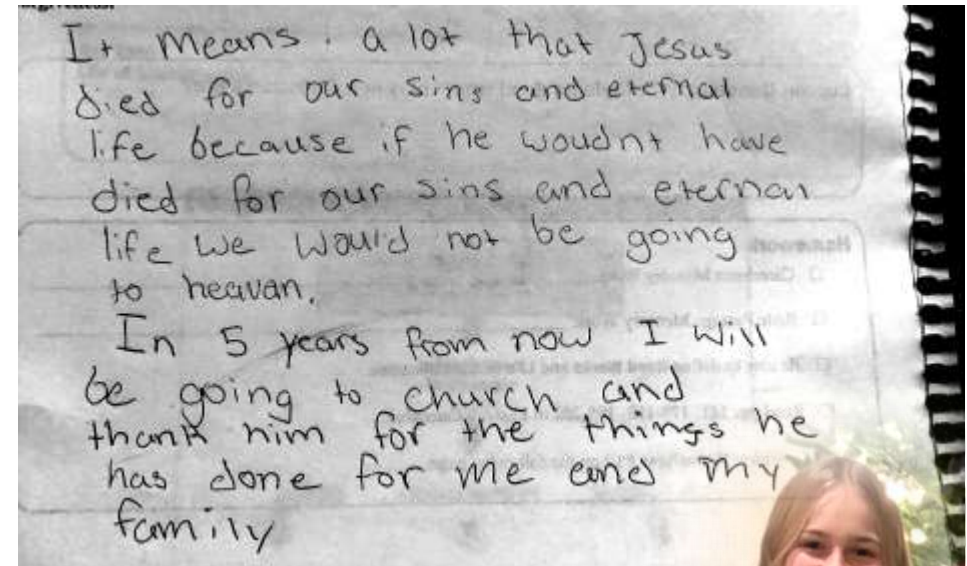 It means a lot that Jesus
died for our sins and eternal
life because if he woudnt have
died for our sins and eternal
life we would not be going
to heavan.
In 5 years from now I will
be going to church and
thank him for the things he
has done for me and my
family